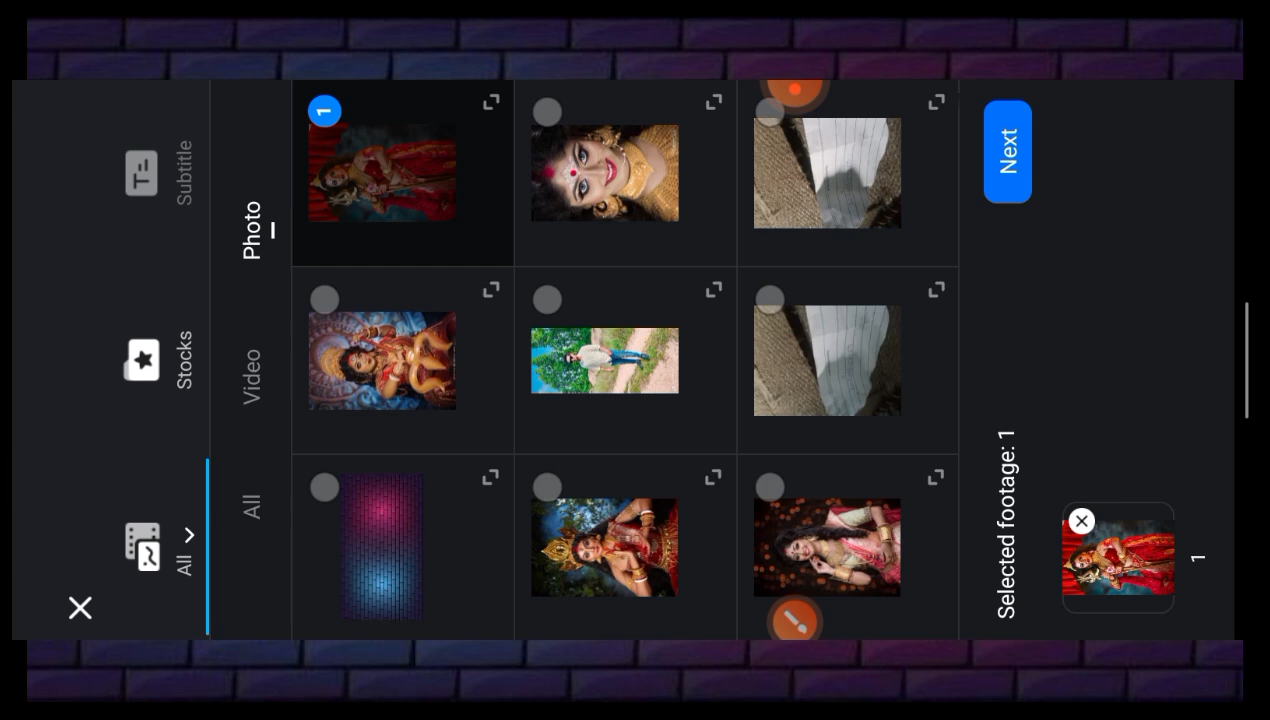 All
Stocks
Subtitle
All
Video
Photo
1
Selected footage: 1
Next
1